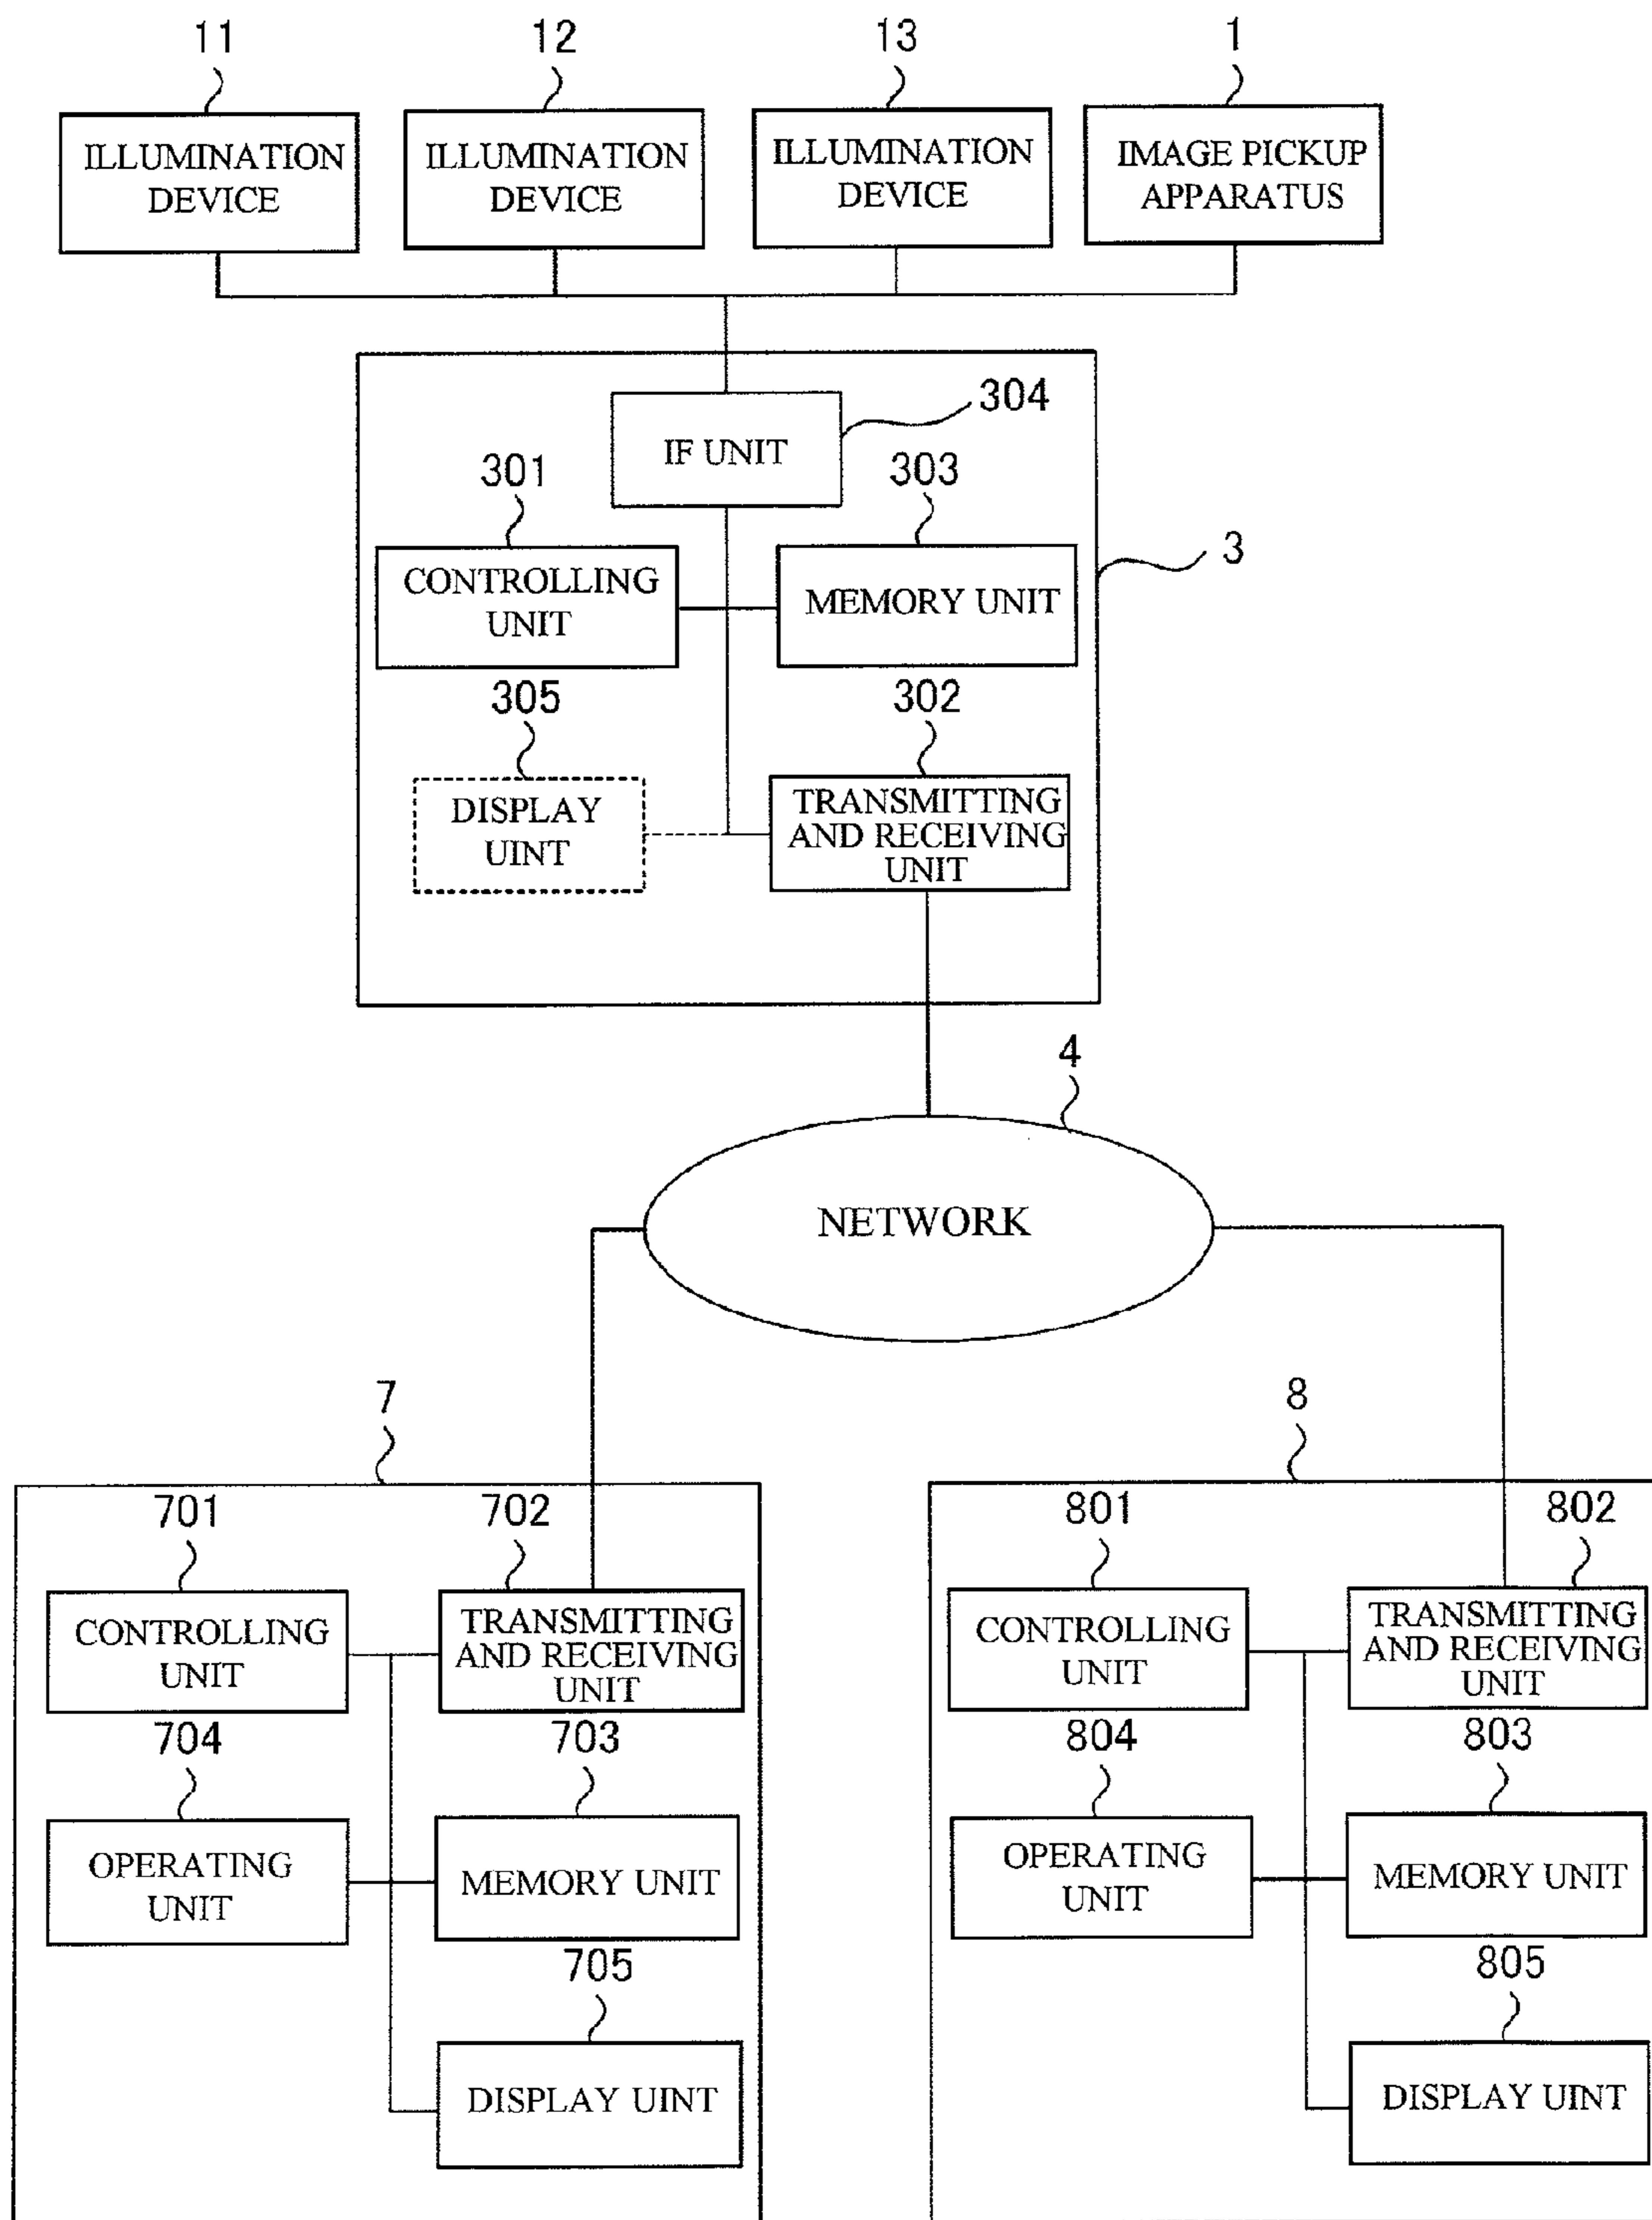 11
12
13
1
ILLUMINATION
DEVICE
ILLUMINATION
DEVICE
ILLUMINATION
DEVICE
IMAGE PICKUP
APPARATUS
304
IF UNIT
301
303
3
CONTROLLING
UNIT
MEMORY UNIT
305
302
DISPLAY
UINT
TRANSMITTING
AND RECEIVING
UNIT
4
NETWORK
7
8
701
702
CONTROLLING
UNIT
TRANSMITTING
AND RECEIVING
UNIT
704
703
OPERATING
UNIT
MEMORY UNIT
705
DISPLAY UINT
801
802
CONTROLLING
UNIT
TRANSMITTING
AND RECEIVING
UNIT
804
803
OPERATING
UNIT
MEMORY UNIT
805
DISPLAY UINT